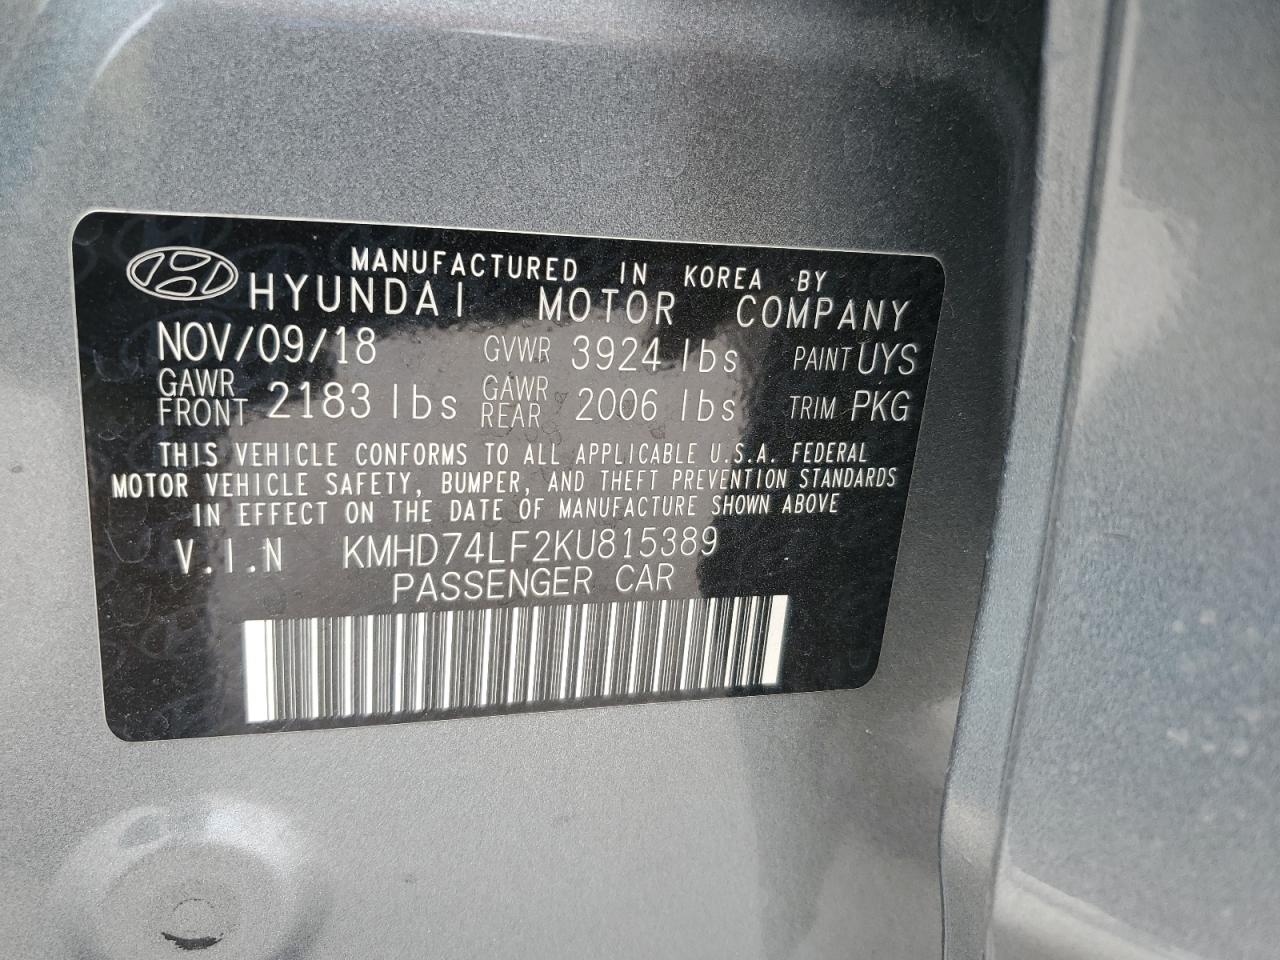 MANUFACTURED IN KOREA BY
HYUNDAI MOTOR COMPANY
NOV/09/18 GVWR 3924 lbs PAINT UYS
GAWR FRONT 2183 lbs GAWR REAR 2006 lbs TRIM PKG
THIS VEHICLE CONFORMS TO ALL APPLICABLE U.S.A. FEDERAL
MOTOR VEHICLE SAFETY, BUMPER, AND THEFT PREVENTION STANDARDS
IN EFFECT ON THE DATE OF MANUFACTURE SHOWN ABOVE
V.I.N KMHD74LF2KU815389
PASSENGER CAR